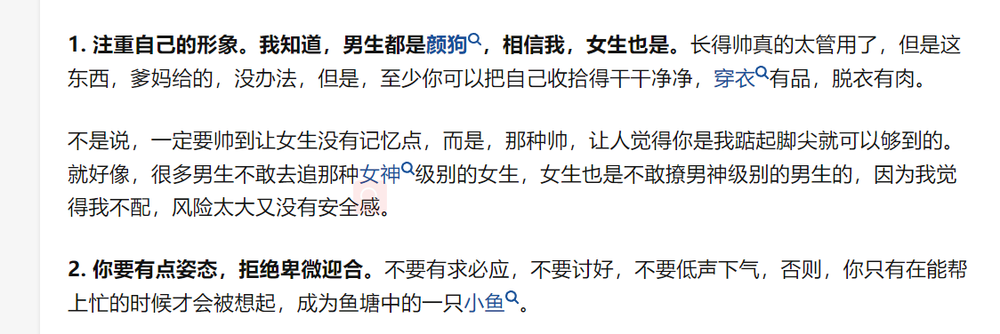 1. 注重自己的形象。我知道，男生都是颜狗，相信我，女生也是。长得帅真的太管用了，但是这
东西，爹妈给的，没办法，但是，至少你可以把自己收拾得干干净净，穿衣有品，脱衣有肉。
不是说，一定要帅到让女生没有记忆点，而是，那种帅，让人觉得你是我踮起脚尖就可以够到的。
就好像，很多男生不敢去追那种女神级别的女生，女生也是不敢撩男神级别的男生的，因为我觉
得我不配，风险太大又没有安全感。
2. 你要有点姿态，拒绝卑微迎合。不要有求必应，不要讨好，不要低声下气，否则，你只有在能帮
上忙的时候才会被想起，成为鱼塘中的一只小鱼。